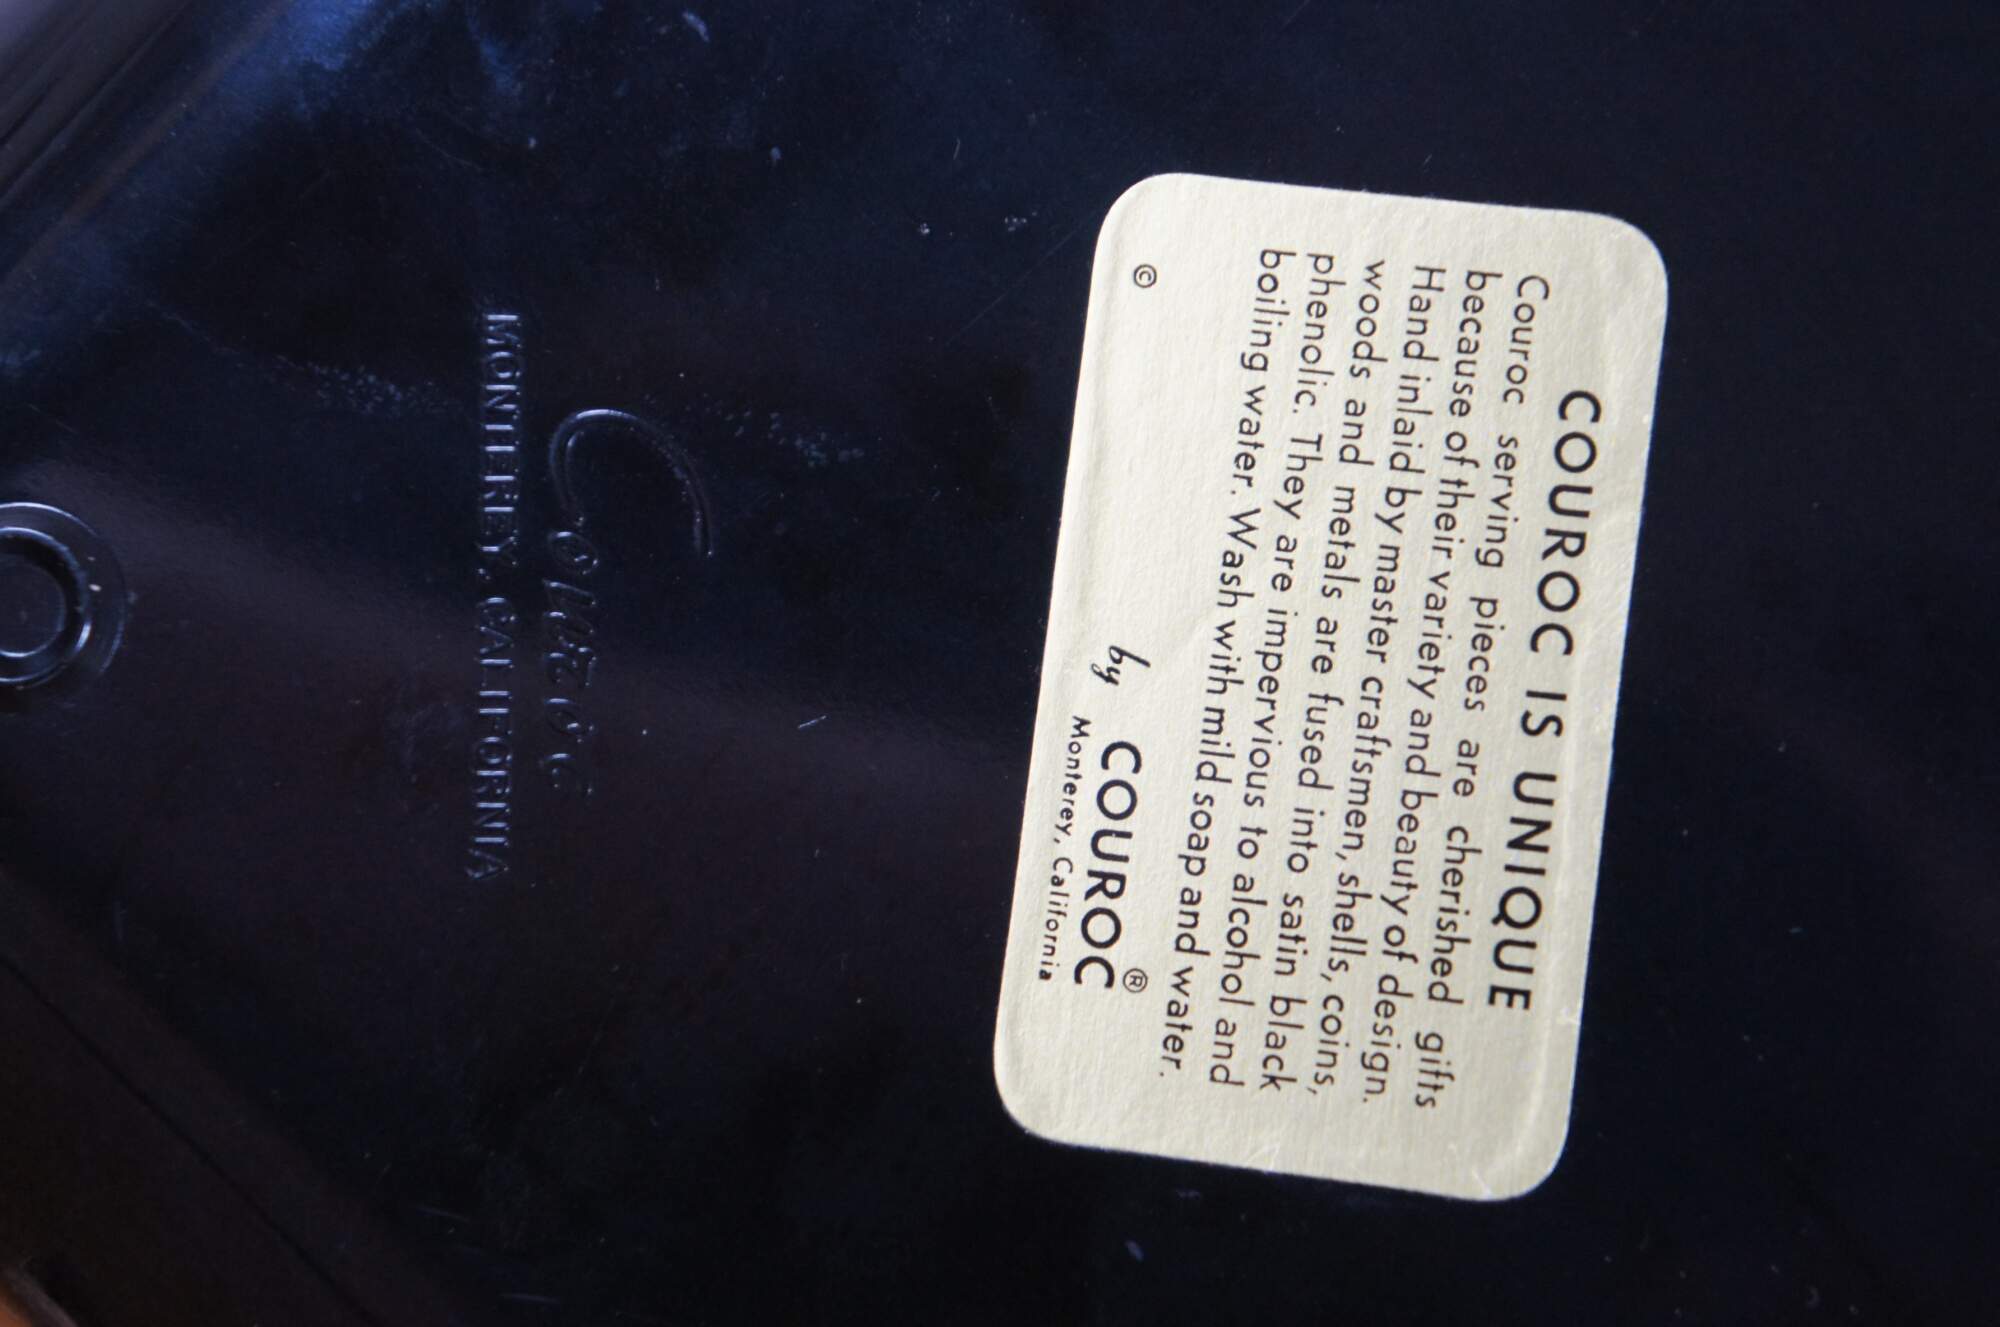 COUROC IS UNIQUE
Couroc serving pieces are cherished gifts
because of their variety and beauty of design.
Hand inlaid by master craftsmen, shells, coins,
woods and metals are fused into satin black
phenolic. They are impervious to alcohol and
boiling water. Wash with mild soap and water.
by COUROC®
© Monterey, California
Couroc
MONTEREY, CALIFORNIA